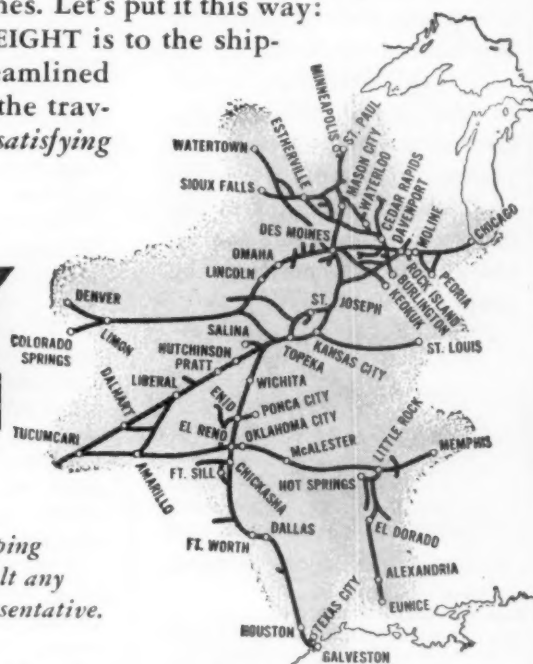 nes. Let's put it this way:
EIGHT is to the ship-
eamlined
the trav-
satisfying
MINNEAPOLIS
ST. PAUL
WATERTOWN
ESTHERVILLE
MASON CITY
WATERLOO
CEDAR RAPIDS
DAVENPORT
MOLINE
SIOUX FALLS
DES MOINES
CHICAGO
OMAHA
LINCOLN
ROCK ISLAND
BURLINGTON
KEOKUK
PEORIA
DENVER
ST. JOSEPH
COLORADO
SPRINGS
LIMON
SALINA
TOPEKA
KANSAS CITY
ST. LOUIS
HUTCHINSON
PRATT
LIBERAL
WICHITA
DALHART
ENID
PONCA CITY
EL RENO
OKLAHOMA CITY
TUCUMCARI
AMARILLO
McALESTER
LITTLE ROCK
MEMPHIS
FT. SILL
CHICKASHA
HOT SPRINGS
EL DORADO
ping
lt any
sentative.
FT. WORTH
DALLAS
ALEXANDRIA
EUNICE
HOUSTON
TEXAS CITY
GALVESTON